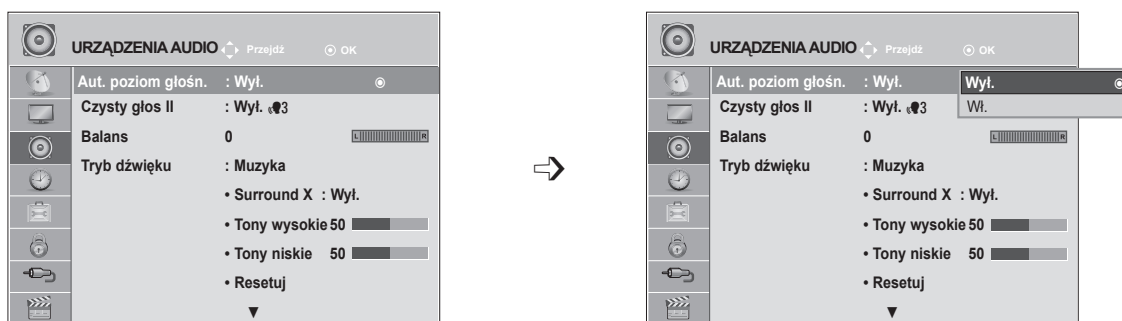 URZĄDZENIA AUDIO Przejdź OK
Aut. poziom głośn. : Wył.
Czysty głos II : Wył. 3
Balans 0 L R
Tryb dźwięku : Muzyka
• Surround X : Wył.
• Tony wysokie 50
• Tony niskie 50
• Resetuj
URZĄDZENIA AUDIO Przejdź OK
Aut. poziom głośn. : Wył. Wył.
Wł.
Czysty głos II : Wył. 3
Balans 0 L R
Tryb dźwięku : Muzyka
• Surround X : Wył.
• Tony wysokie 50
• Tony niskie 50
• Resetuj